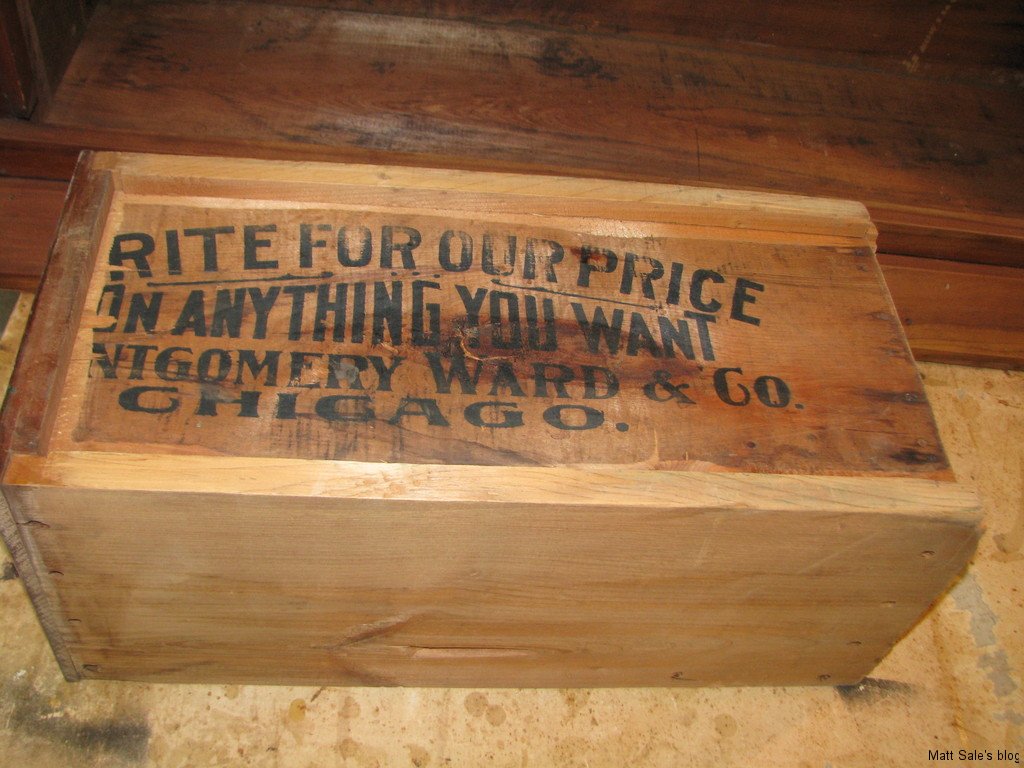 RITE FOR OUR PRICE
ON ANYTHING YOU WANT
NTGOMERY WARD & CO.
CHICAGO.
Matt Sale's blog